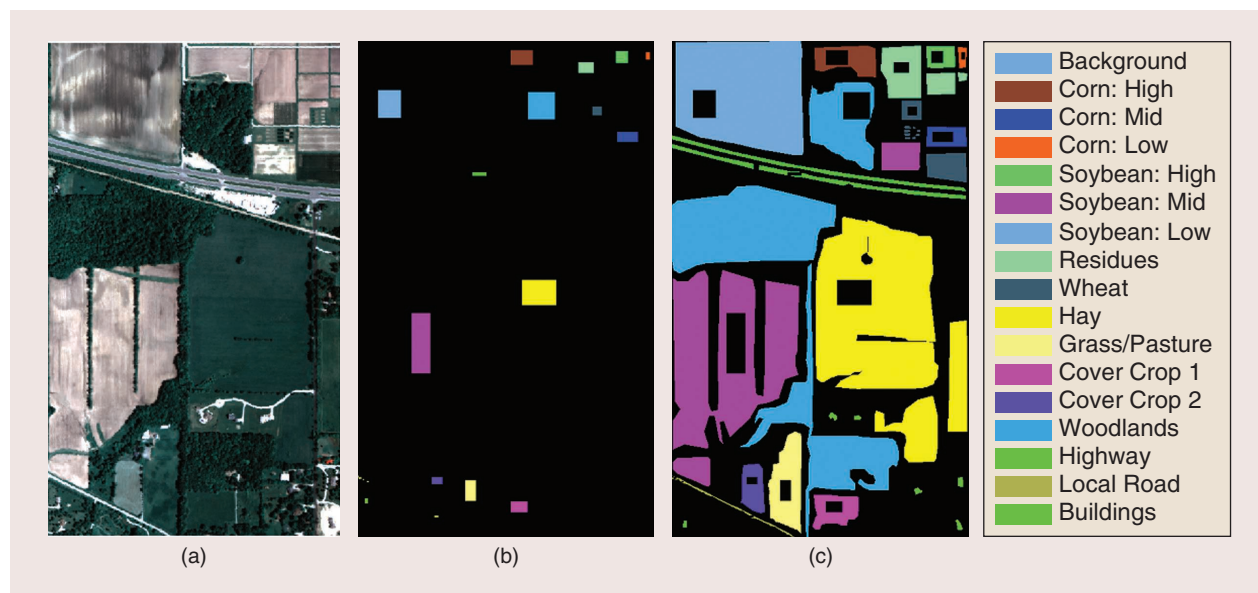 Background
Corn: High
Corn: Mid
Corn: Low
Soybean: High
Soybean: Mid
Soybean: Low
Residues
Wheat
Hay
Grass/Pasture
Cover Crop 1
Cover Crop 2
Woodlands
Highway
Local Road
Buildings
(a)
(b)
(c)